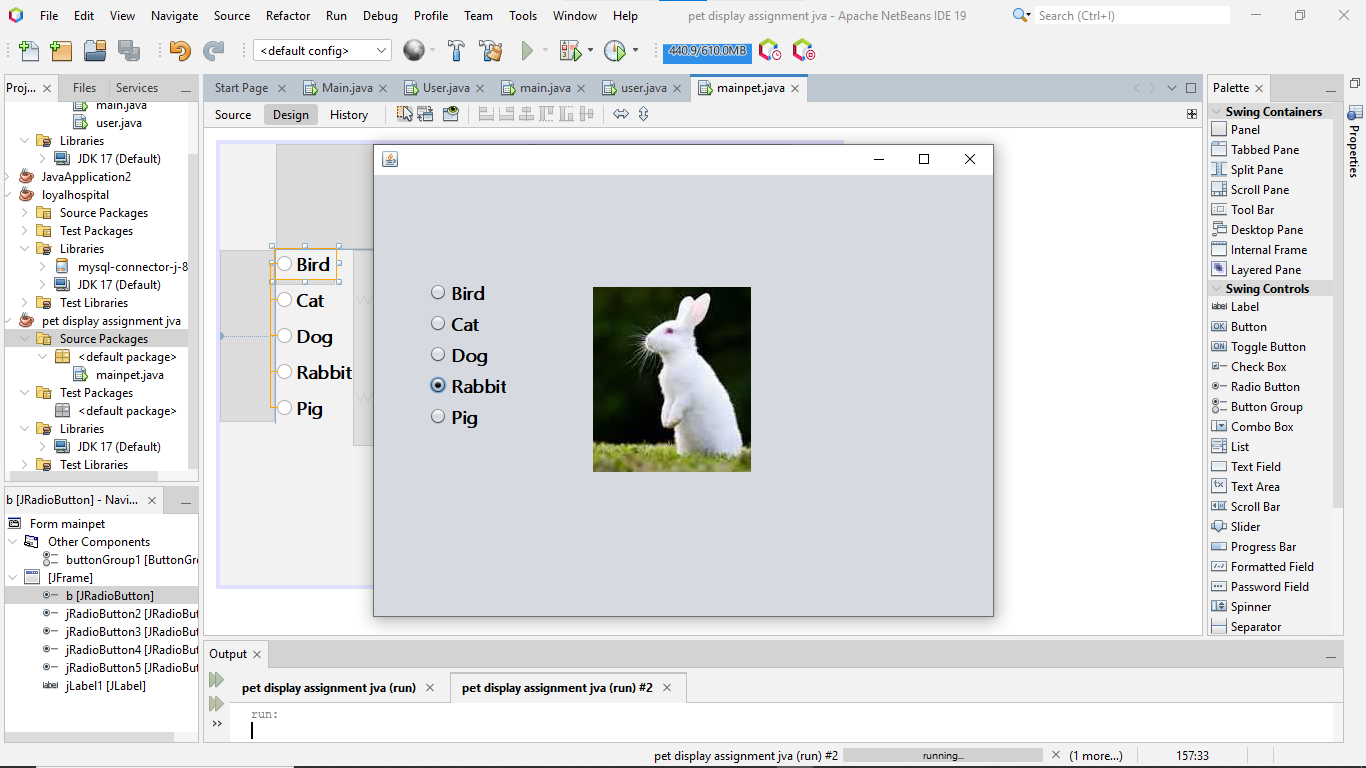 File Edit View Navigate Source Refactor Run Debug Profile Team Tools Window Help
pet display assignment jva - Apache NetBeans IDE 19
Search (Ctrl+I)
<default config>
440.9/610.0MB
Proj...
Files
Services
main.java
user.java
Libraries
JDK 17 (Default)
JavaApplication2
loyalhospital
Source Packages
Test Packages
Libraries
mysql-connector-j-8
JDK 17 (Default)
Test Libraries
pet display assignment jva
Source Packages
<default package>
mainpet.java
Test Packages
<default package>
Libraries
JDK 17 (Default)
Test Libraries
b [JRadioButton] - Navi...
Form mainpet
Other Components
buttonGroup1 [ButtonGr
[JFrame]
b [JRadioButton]
jRadioButton2 [JRadioBut
jRadioButton3 [JRadioBut
jRadioButton4 [JRadioBut
jRadioButton5 [JRadioBut
jLabel1 [JLabel]
Start Page
Main.java
User.java
main.java
user.java
mainpet.java
Source
Design
History
Bird
Cat
Dog
Rabbit
Pig
Bird
Cat
Dog
Rabbit
Pig
Palette
Swing Containers
Panel
Tabbed Pane
Split Pane
Scroll Pane
Tool Bar
Desktop Pane
Internal Frame
Layered Pane
Swing Controls
label Label
OK Button
ON Toggle Button
Check Box
Radio Button
Button Group
Combo Box
List
Text Field
Text Area
Scroll Bar
Slider
Progress Bar
Formatted Field
Password Field
Spinner
Separator
Properties
Output
pet display assignment jva (run)
pet display assignment jva (run) #2
run:
pet display assignment jva (run) #2
running...
(1 more...)
157:33